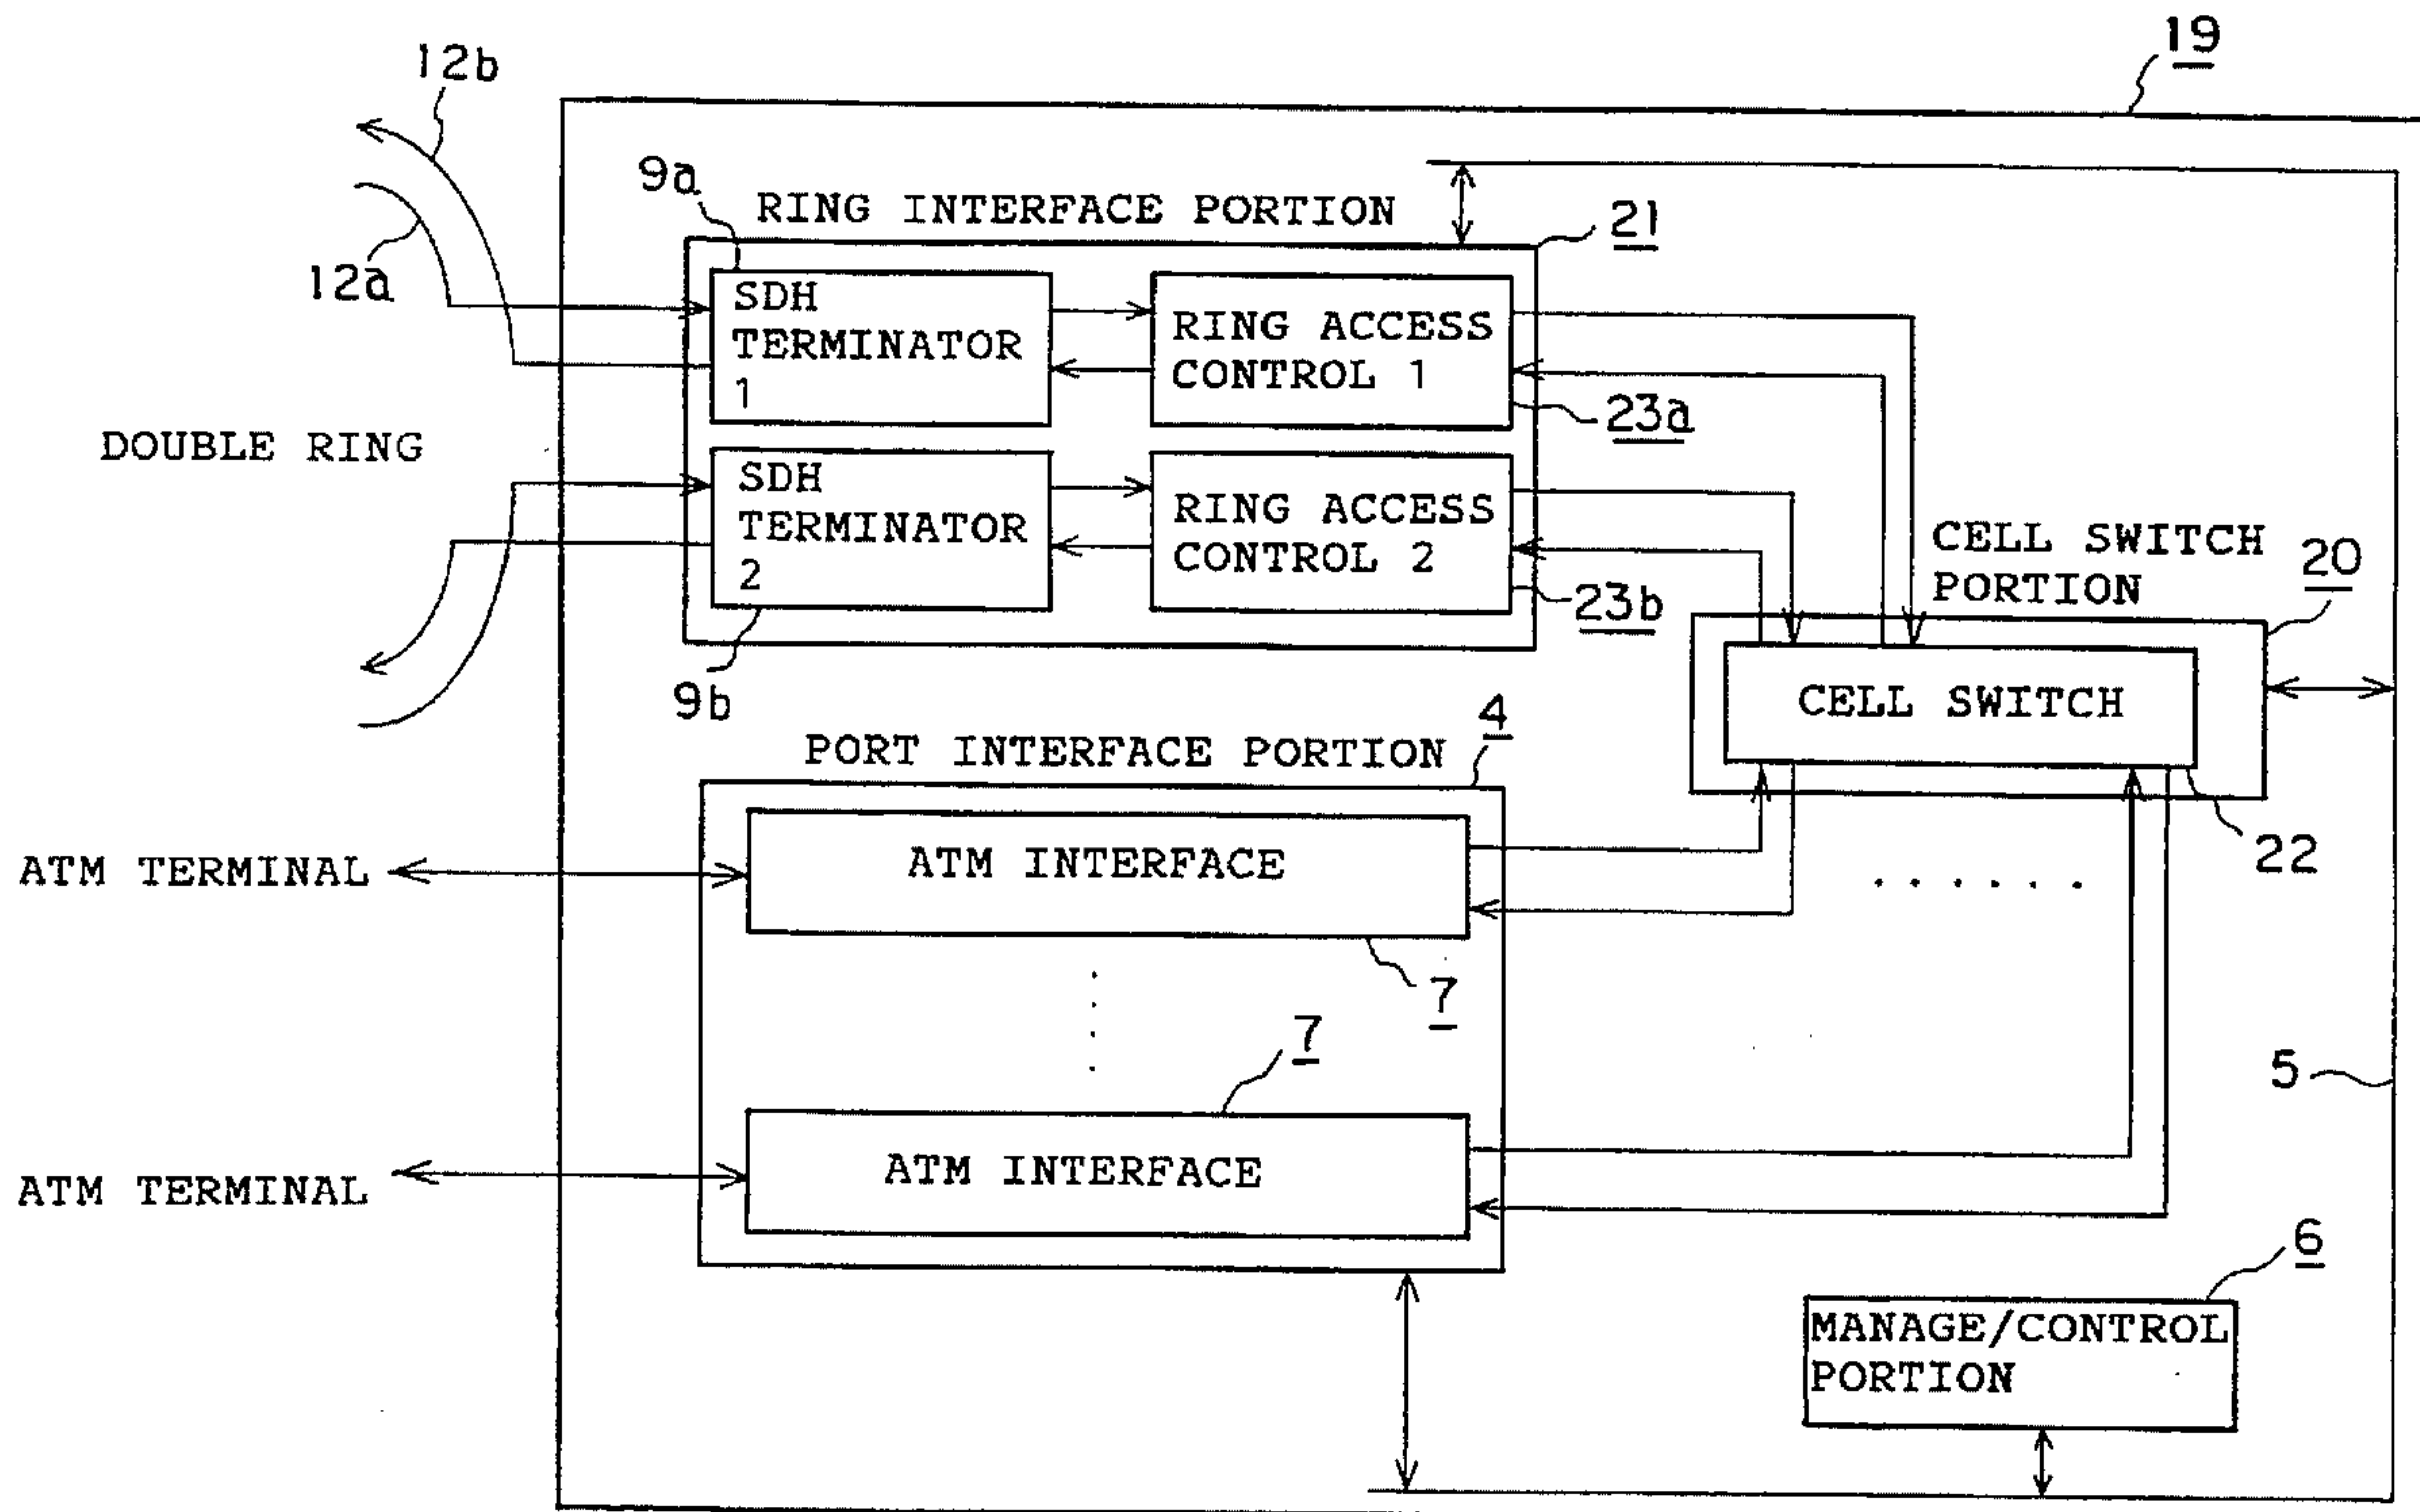 19
12b
9a
RING INTERFACE PORTION
21
12a
SDH
TERMINATOR
1
RING ACCESS
CONTROL 1
23a
DOUBLE RING
SDH
TERMINATOR
2
RING ACCESS
CONTROL 2
23b
CELL SWITCH
PORTION
20
9b
CELL SWITCH
4
PORT INTERFACE PORTION
22
ATM TERMINAL
ATM INTERFACE
7
7
5
ATM TERMINAL
ATM INTERFACE
6
MANAGE/CONTROL
PORTION